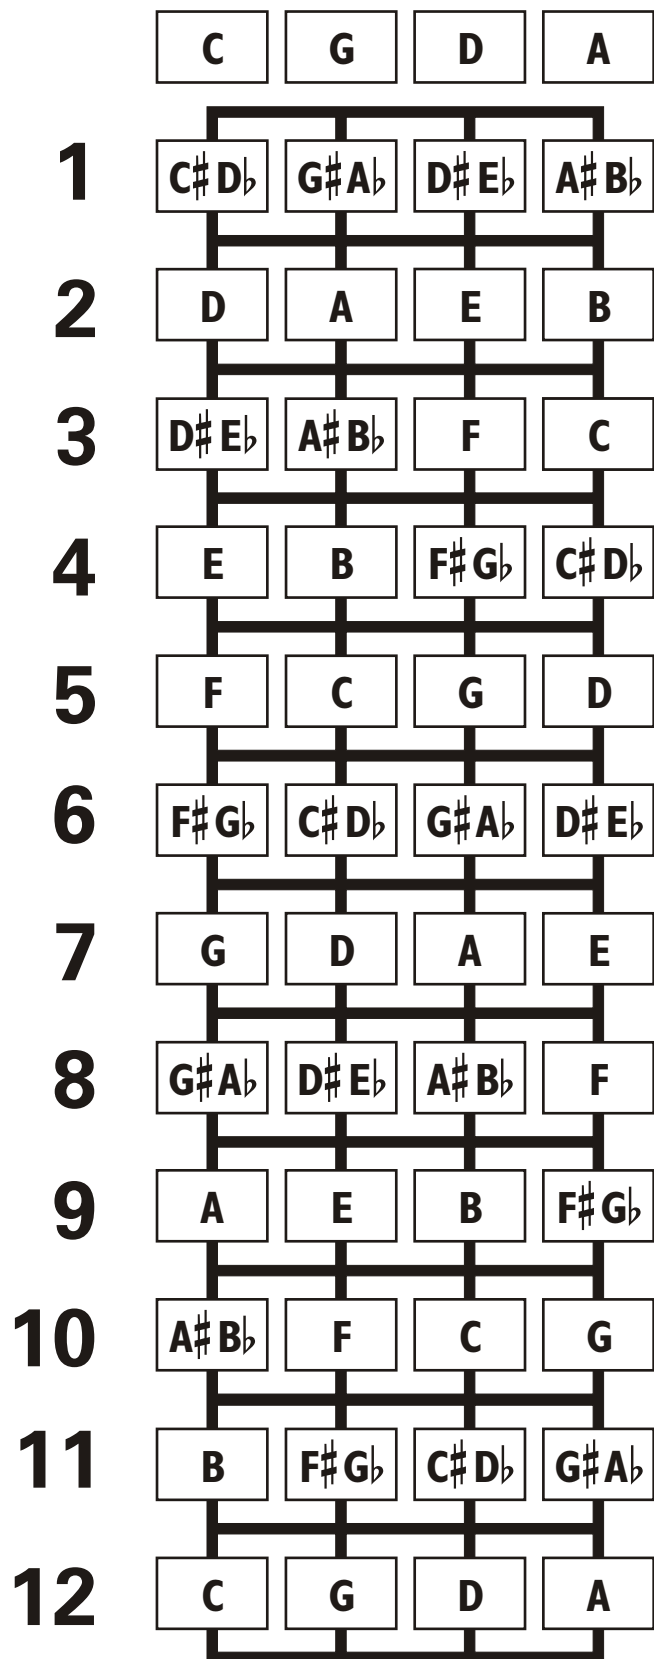 C G D A
1 C♯D♭ G♯A♭ D♯E♭ A♯B♭
2 D A E B
3 D♯E♭ A♯B♭ F C
4 E B F♯G♭ C♯D♭
5 F C G D
6 F♯G♭ C♯D♭ G♯A♭ D♯E♭
7 G D A E
8 G♯A♭ D♯E♭ A♯B♭ F
9 A E B F♯G♭
10 A♯B♭ F C G
11 B F♯G♭ C♯D♭ G♯A♭
12 C G D A